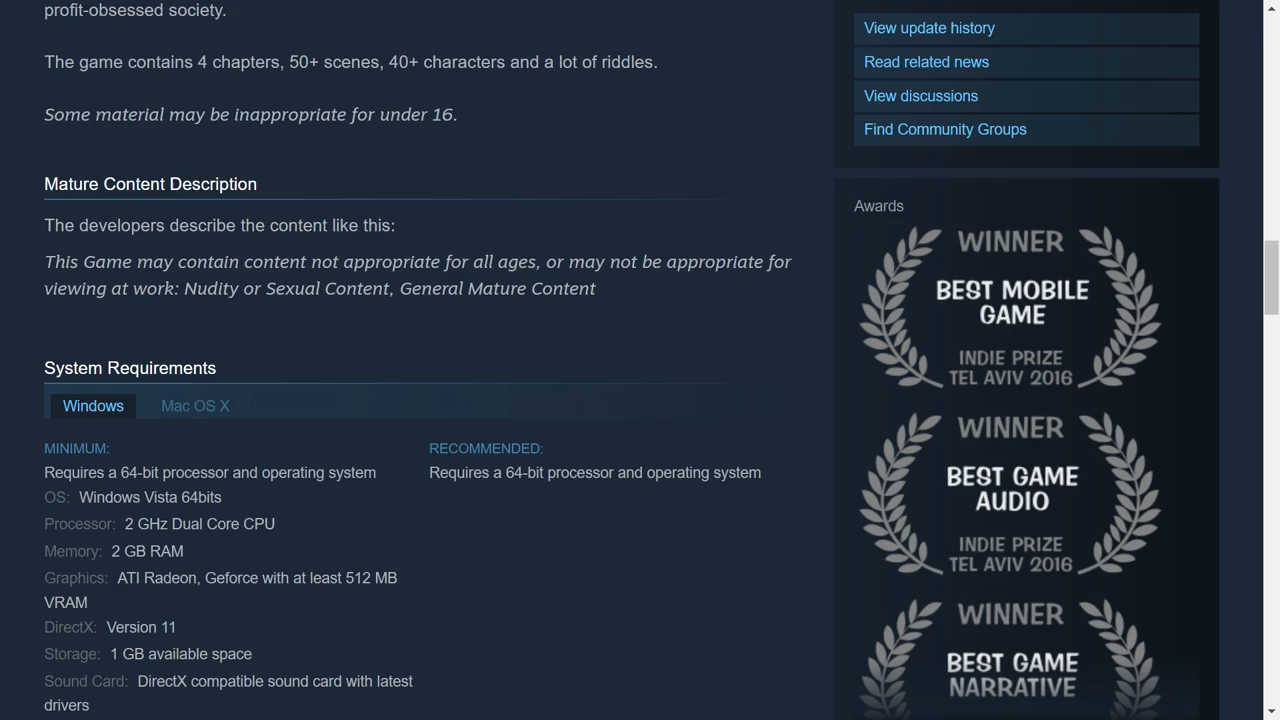 profit-obsessed society.
The game contains 4 chapters, 50+ scenes, 40+ characters and a lot of riddles.
Some material may be inappropriate for under 16.
Mature Content Description
The developers describe the content like this:
This Game may contain content not appropriate for all ages, or may not be appropriate for
viewing at work: Nudity or Sexual Content, General Mature Content
System Requirements
Windows
Mac OS X
MINIMUM:
Requires a 64-bit processor and operating system
OS: Windows Vista 64bits
Processor: 2 GHz Dual Core CPU
Memory: 2 GB RAM
Graphics: ATI Radeon, Geforce with at least 512 MB
VRAM
DirectX: Version 11
Storage: 1 GB available space
Sound Card: DirectX compatible sound card with latest
drivers
RECOMMENDED:
Requires a 64-bit processor and operating system
View update history
Read related news
View discussions
Find Community Groups
Awards
WINNER
BEST MOBILE
GAME
INDIE PRIZE
TEL AVIV 2016
WINNER
BEST GAME
AUDIO
INDIE PRIZE
TEL AVIV 2016
WINNER
BEST GAME
NARRATIVE